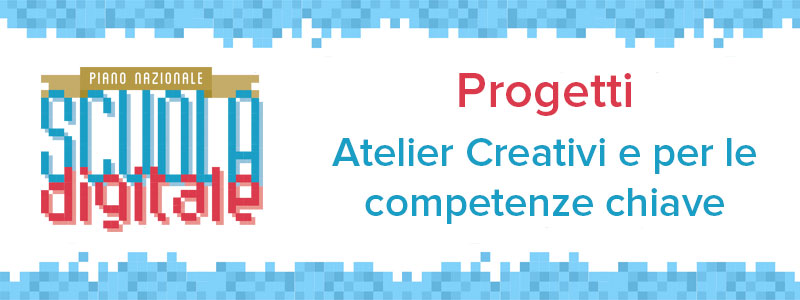 PIANO NAZIONALE
SCUOLA
digitale
Progetti
Atelier Creativi e per le
competenze chiave